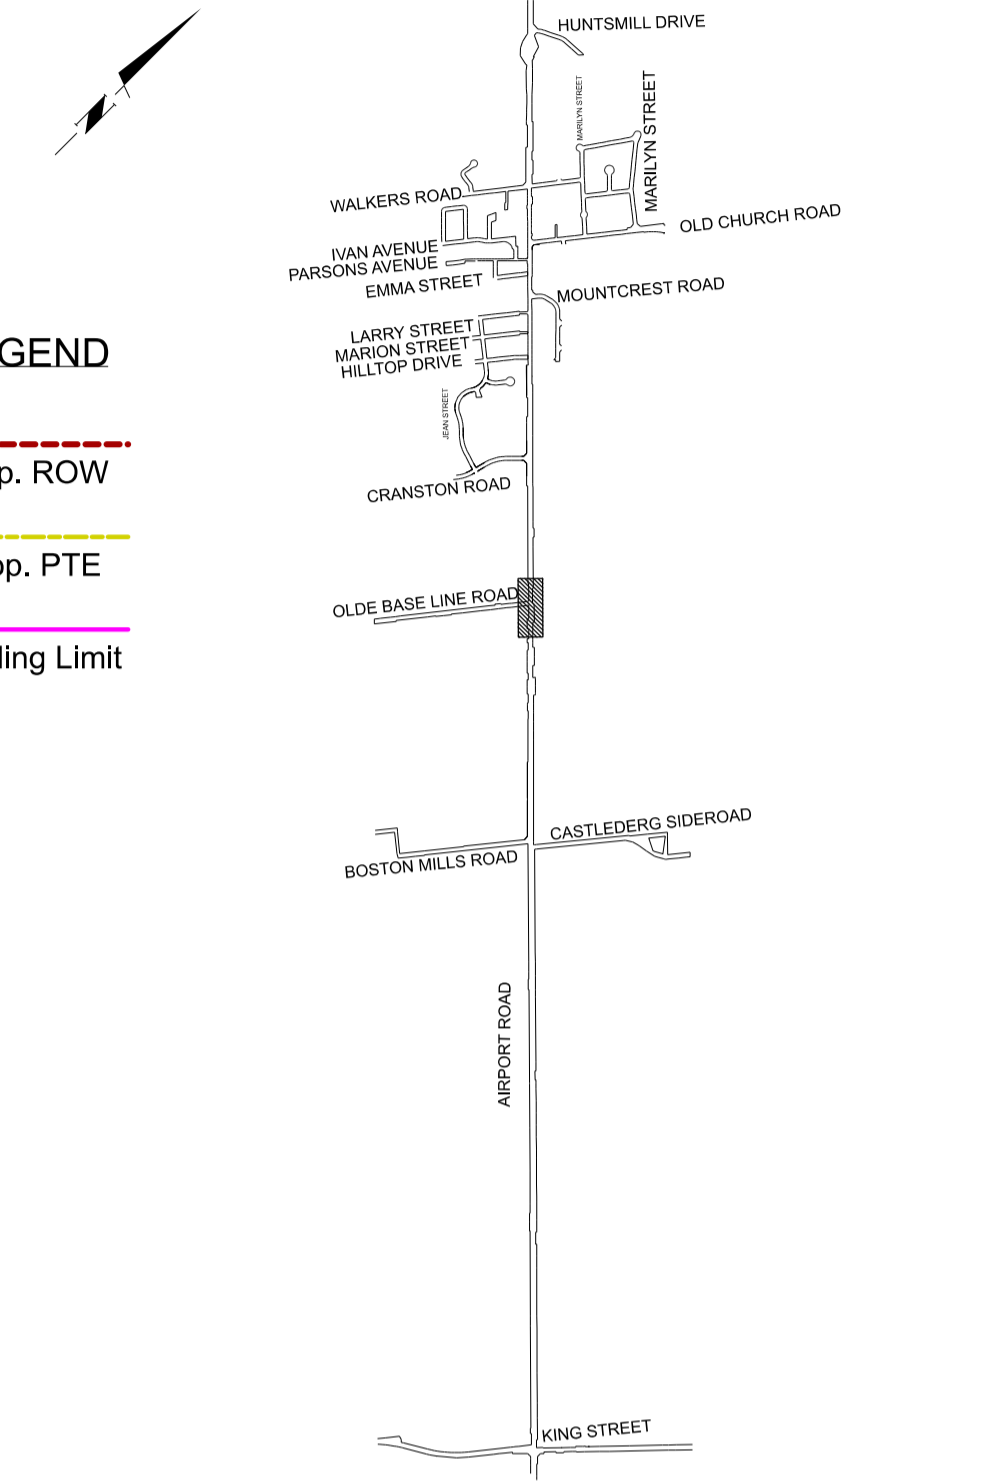 HUNTSMILL DRIVE
MARILYN STREET
MARILYN STREET
WALKERS ROAD
OLD CHURCH ROAD
IVAN AVENUE
PARSONS AVENUE
EMMA STREET
MOUNTCREST ROAD
LARRY STREET
MARION STREET
HILLTOP DRIVE
GEND
JEAN STREET
p. ROW
CRANSTON ROAD
op. PTE
OLDE BASE LINE ROAD
ding Limit
CASTLEDERG SIDEROAD
BOSTON MILLS ROAD
AIRPORT ROAD
KING STREET
N